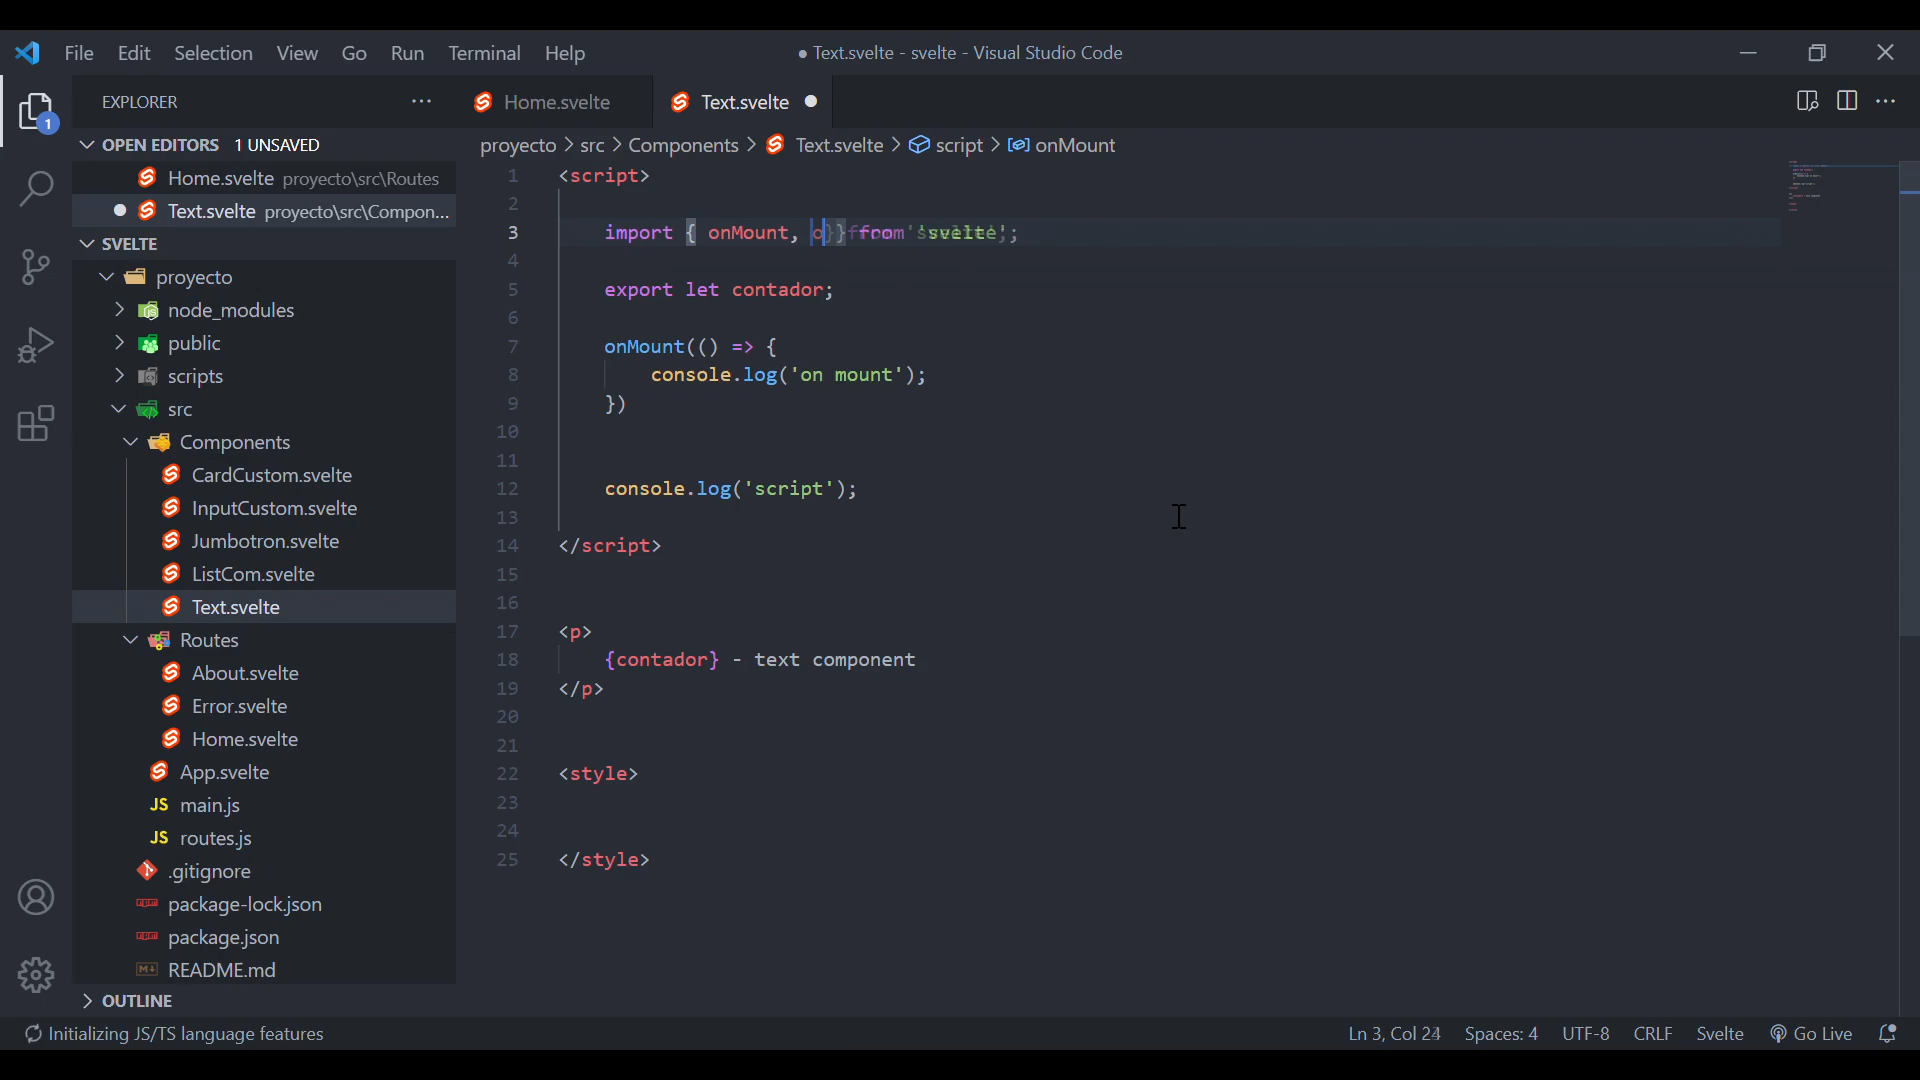 File Edit Selection View Go Run Terminal Help
● Text.svelte - svelte - Visual Studio Code
EXPLORER
Home.svelte
Text.svelte
1
OPEN EDITORS 1 UNSAVED
Home.svelte proyecto\src\Routes
Text.svelte proyecto\src\Compon...
SVELTE
proyecto
node_modules
public
scripts
src
Components
CardCustom.svelte
InputCustom.svelte
Jumbotron.svelte
ListCom.svelte
Text.svelte
Routes
About.svelte
Error.svelte
Home.svelte
App.svelte
JS main.js
JS routes.js
.gitignore
package-lock.json
package.json
README.md
OUTLINE
proyecto > src > Components > Text.svelte > script > onMount
1 <script>
2
3 import { onMount, o} from 'svelte';
4
5 export let contador;
6
7 onMount(() => {
8 console.log('on mount');
9 })
10
11
12 console.log('script');
13
14 </script>
15
16
17 <p>
18 {contador} - text component
19 </p>
20
21
22 <style>
23
24
25 </style>
Initializing JS/TS language features
Ln 3, Col 24 Spaces: 4 UTF-8 CRLF Svelte Go Live